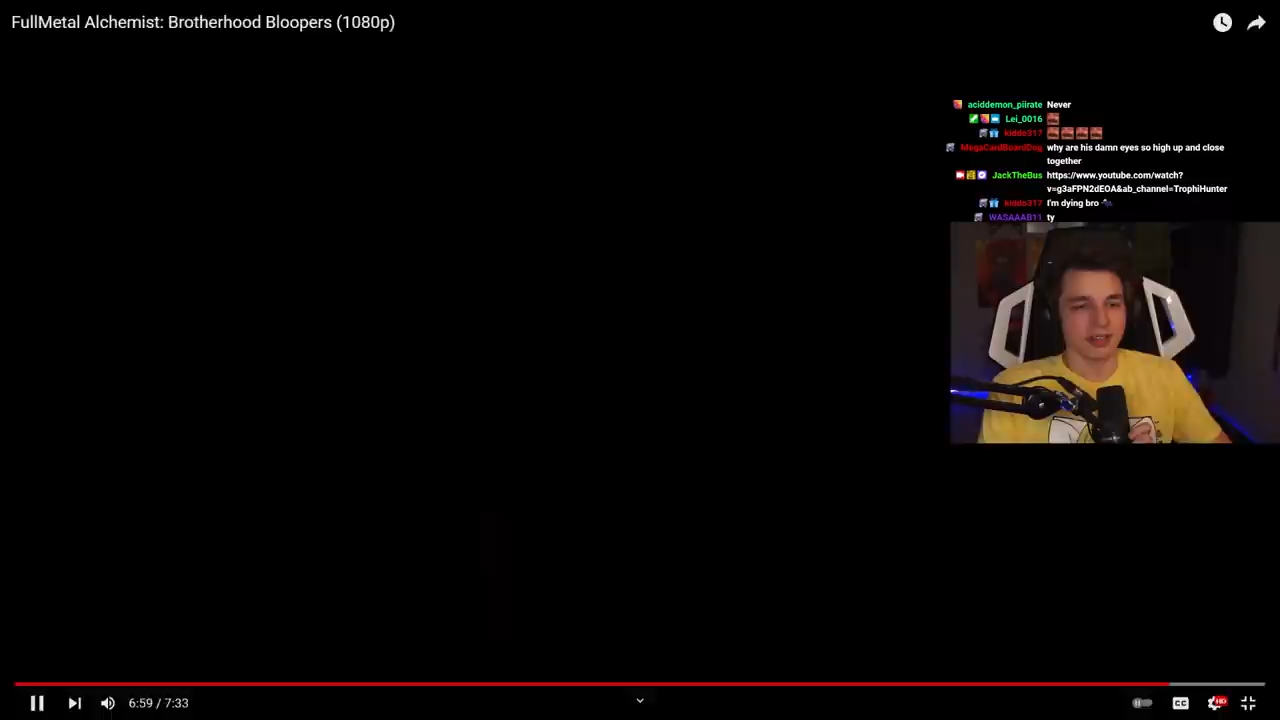 FullMetal Alchemist: Brotherhood Bloopers (1080p)
aciddemon_piirate Never
Lei_0016
kiddo317
MegaCardBoardDog why are his damn eyes so high up and close
together
JackTheBus https://www.youtube.com/watch?
v=g3aFPN2dEOA&ab_channel=TrophiHunter
kiddo317 I'm dying bro
WASAAAB11 ty
6:59 / 7:33
CC
HD